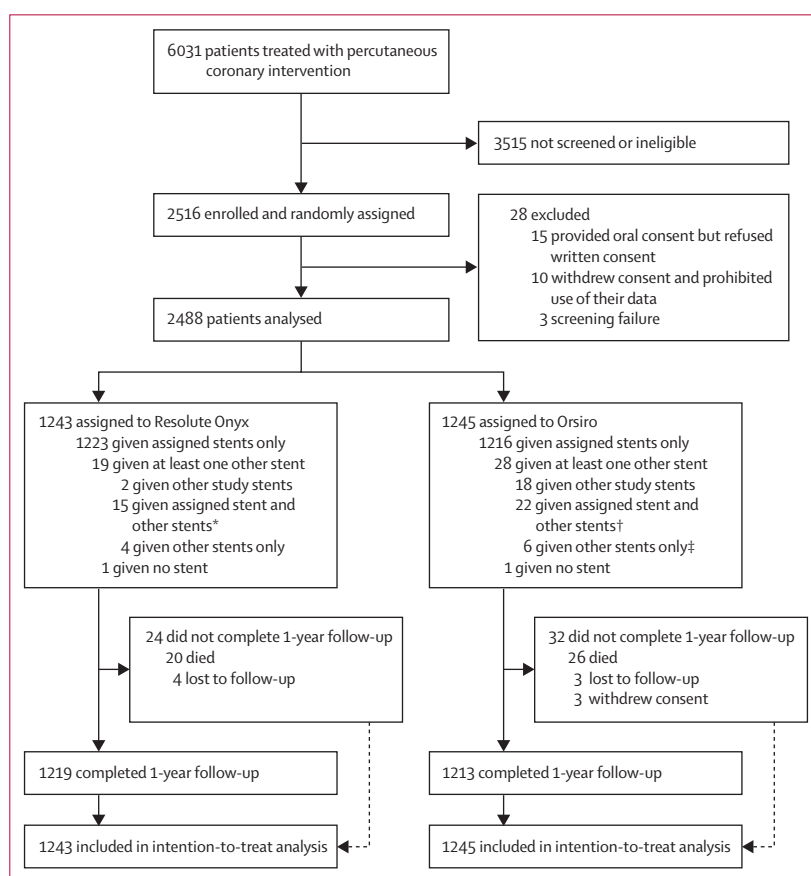 6031 patients treated with percutaneous
coronary intervention
3515 not screened or ineligible
2516 enrolled and randomly assigned
28 excluded
15 provided oral consent but refused
written consent
10 withdrew consent and prohibited
use of their data
3 screening failure
2488 patients analysed
1243 assigned to Resolute Onyx
1223 given assigned stents only
19 given at least one other stent
2 given other study stents
15 given assigned stent and
other stents*
4 given other stents only
1 given no stent
1245 assigned to Orsiro
1216 given assigned stents only
28 given at least one other stent
18 given other study stents
22 given assigned stent and
other stents†
6 given other stents only‡
1 given no stent
24 did not complete 1-year follow-up
20 died
4 lost to follow-up
32 did not complete 1-year follow-up
26 died
3 lost to follow-up
3 withdrew consent
1219 completed 1-year follow-up
1213 completed 1-year follow-up
1243 included in intention-to-treat analysis
1245 included in intention-to-treat analysis